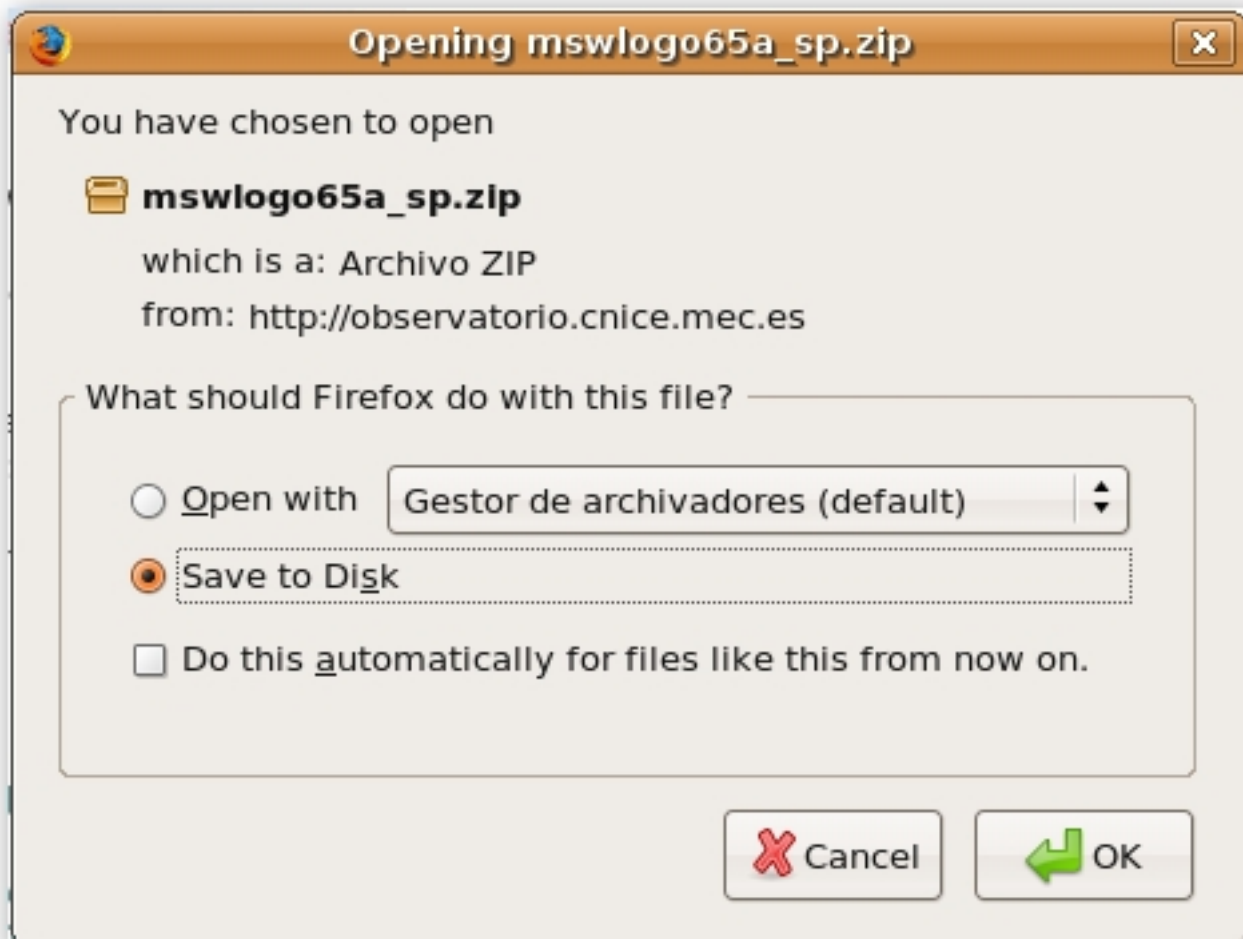 Opening mswlogo65a_sp.zip
You have chosen to open
mswlogo65a_sp.zip
which is a: Archivo ZIP
from: http://observatorio.cnice.mec.es
What should Firefox do with this file?
Open with Gestor de archivadores (default)
Save to Disk
Do this automatically for files like this from now on.
Cancel OK